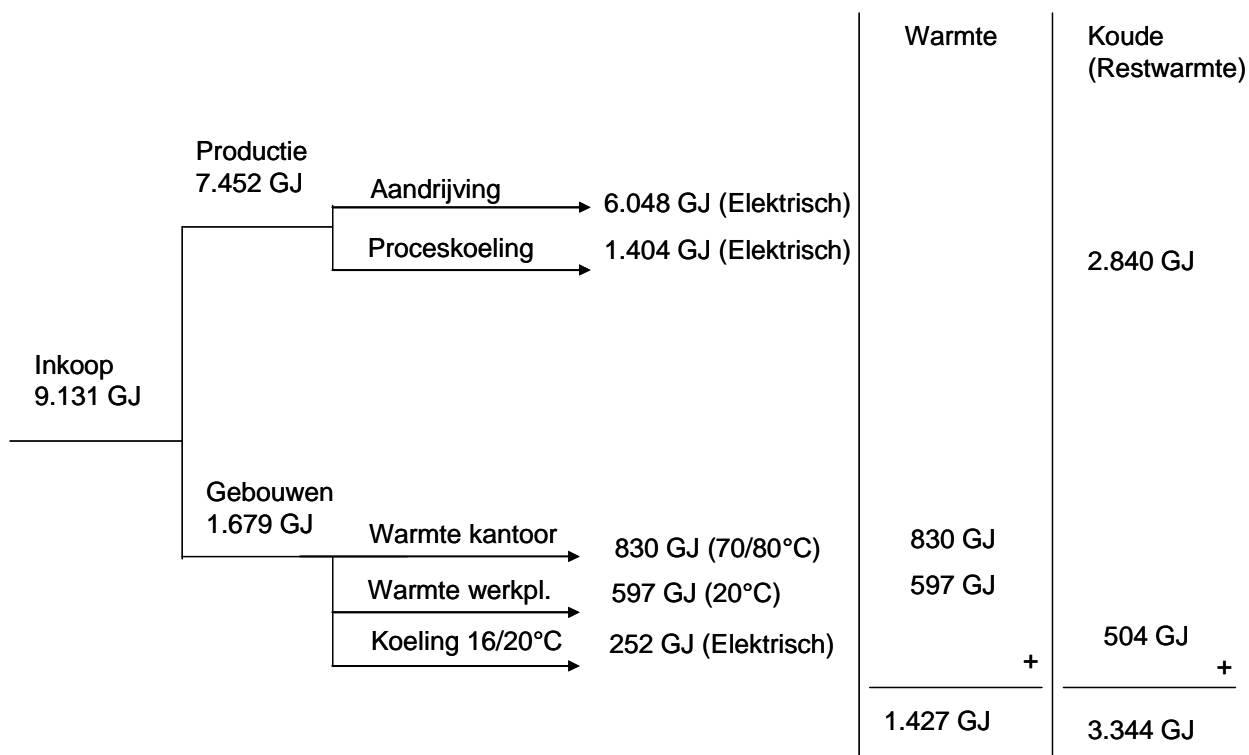 Warmte
Koude
(Restwarmte)
Productie
7.452 GJ
Aandrijving
6.048 GJ (Elektrisch)
Proceskoeling
1.404 GJ (Elektrisch)
2.840 GJ
Inkoop
9.131 GJ
Gebouwen
1.679 GJ
Warmte kantoor
830 GJ (70/80°C)
830 GJ
Warmte werkpl.
597 GJ (20°C)
597 GJ
Koeling 16/20°C
252 GJ (Elektrisch)
504 GJ
+
+
1.427 GJ
3.344 GJ